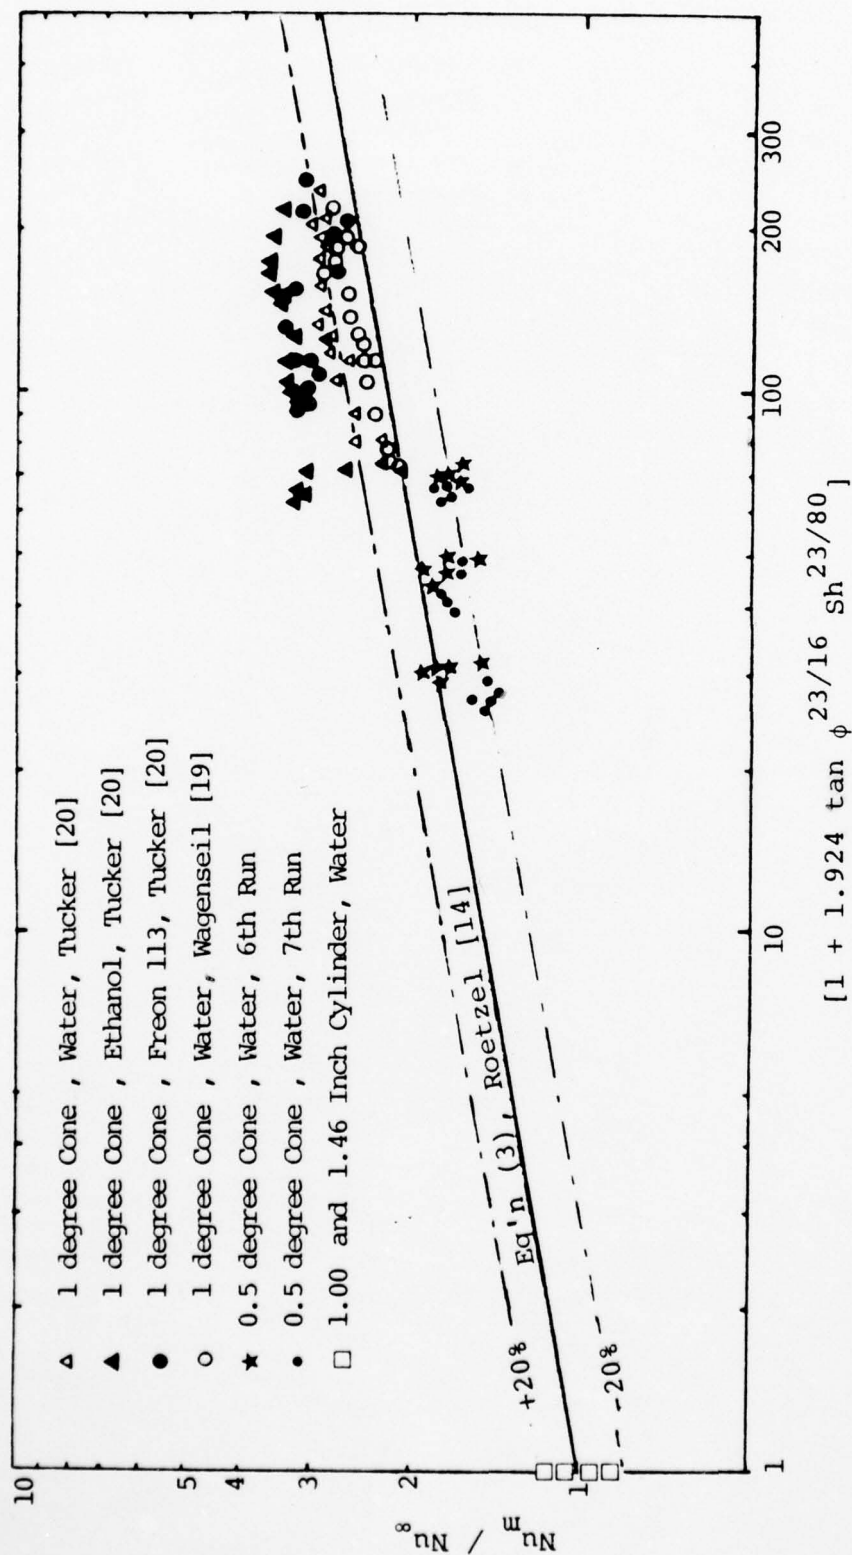 △ 1 degree Cone , Water, Tucker [20]
▲ 1 degree Cone , Ethanol, Tucker [20]
● 1 degree Cone , Freon 113, Tucker [20]
○ 1 degree Cone , Water, Wagenseil [19]
★ 0.5 degree Cone , Water, 6th Run
• 0.5 degree Cone , Water, 7th Run
□ 1.00 and 1.46 Inch Cylinder, Water
10
5
4
3
2
1
Nu_m / Nu_∞
+20%
Eq'n (3), Roetzel [14]
-20%
1
10
100
200
300
[1 + 1.924 tan φ^23/16 Sh^23/80]